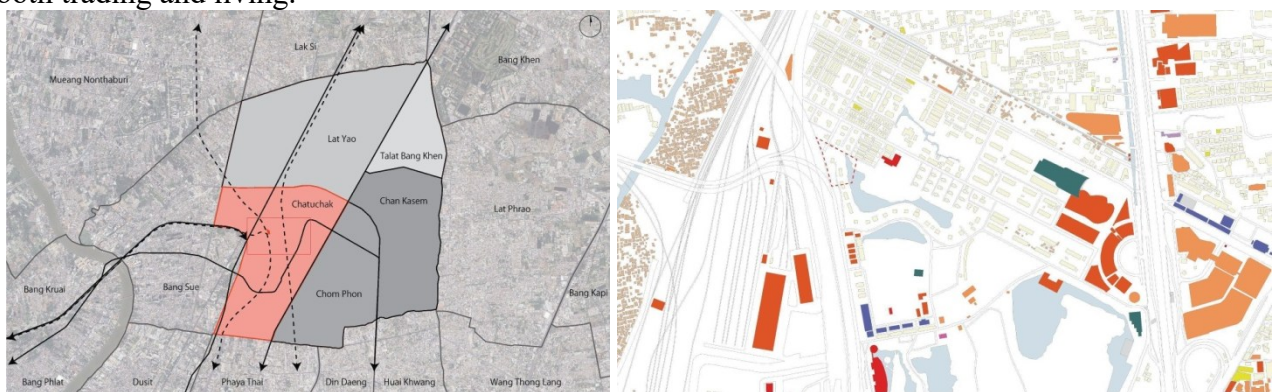 both trading and living.
Lak Si
Mueang Nonthaburi
Bang Khen
Lat Yao
Talat Bang Khen
Chatuchak
Chan Kasem
Lat Phrao
Bang Kruai
Bang Sue
Chom Phon
Bang Kapi
Bang Phlat
Dusit
Phaya Thai
Din Daeng
Huai Khwang
Wang Thong Lang